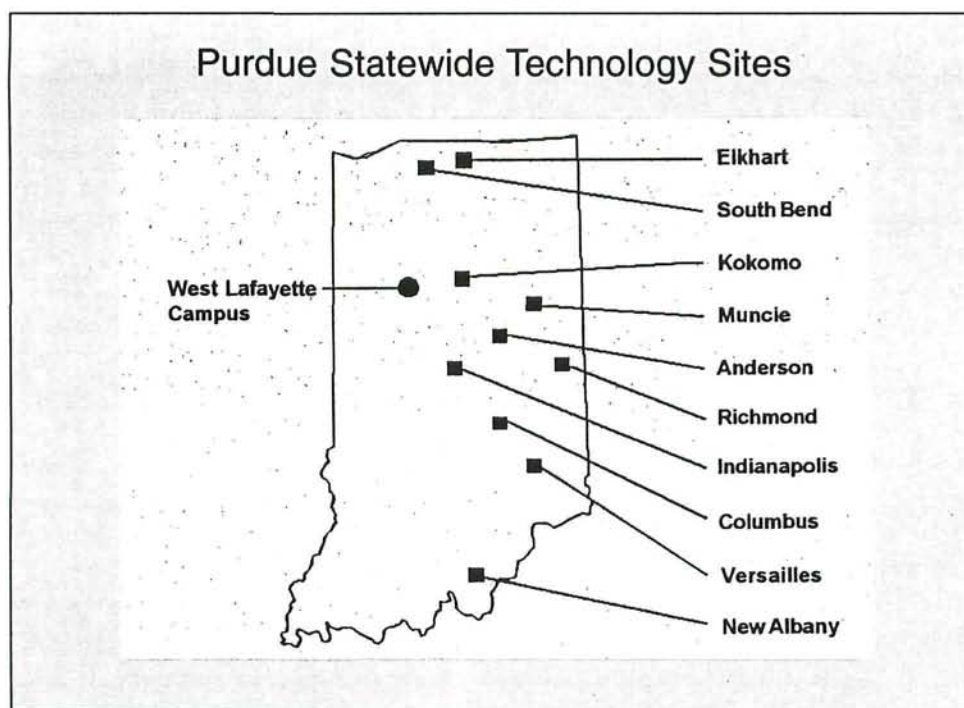 Purdue Statewide Technology Sites
Elkhart
South Bend
Kokomo
West Lafayette
Campus
Muncie
Anderson
Richmond
Indianapolis
Columbus
Versailles
New Albany